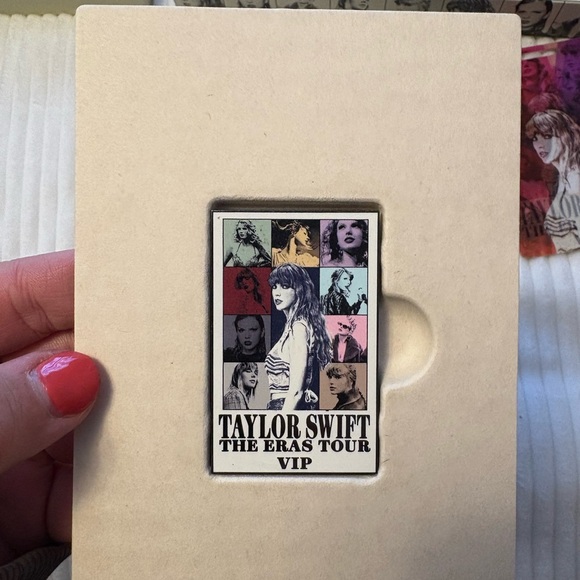 TAYLOR SWIFT
THE ERAS TOUR
VIP